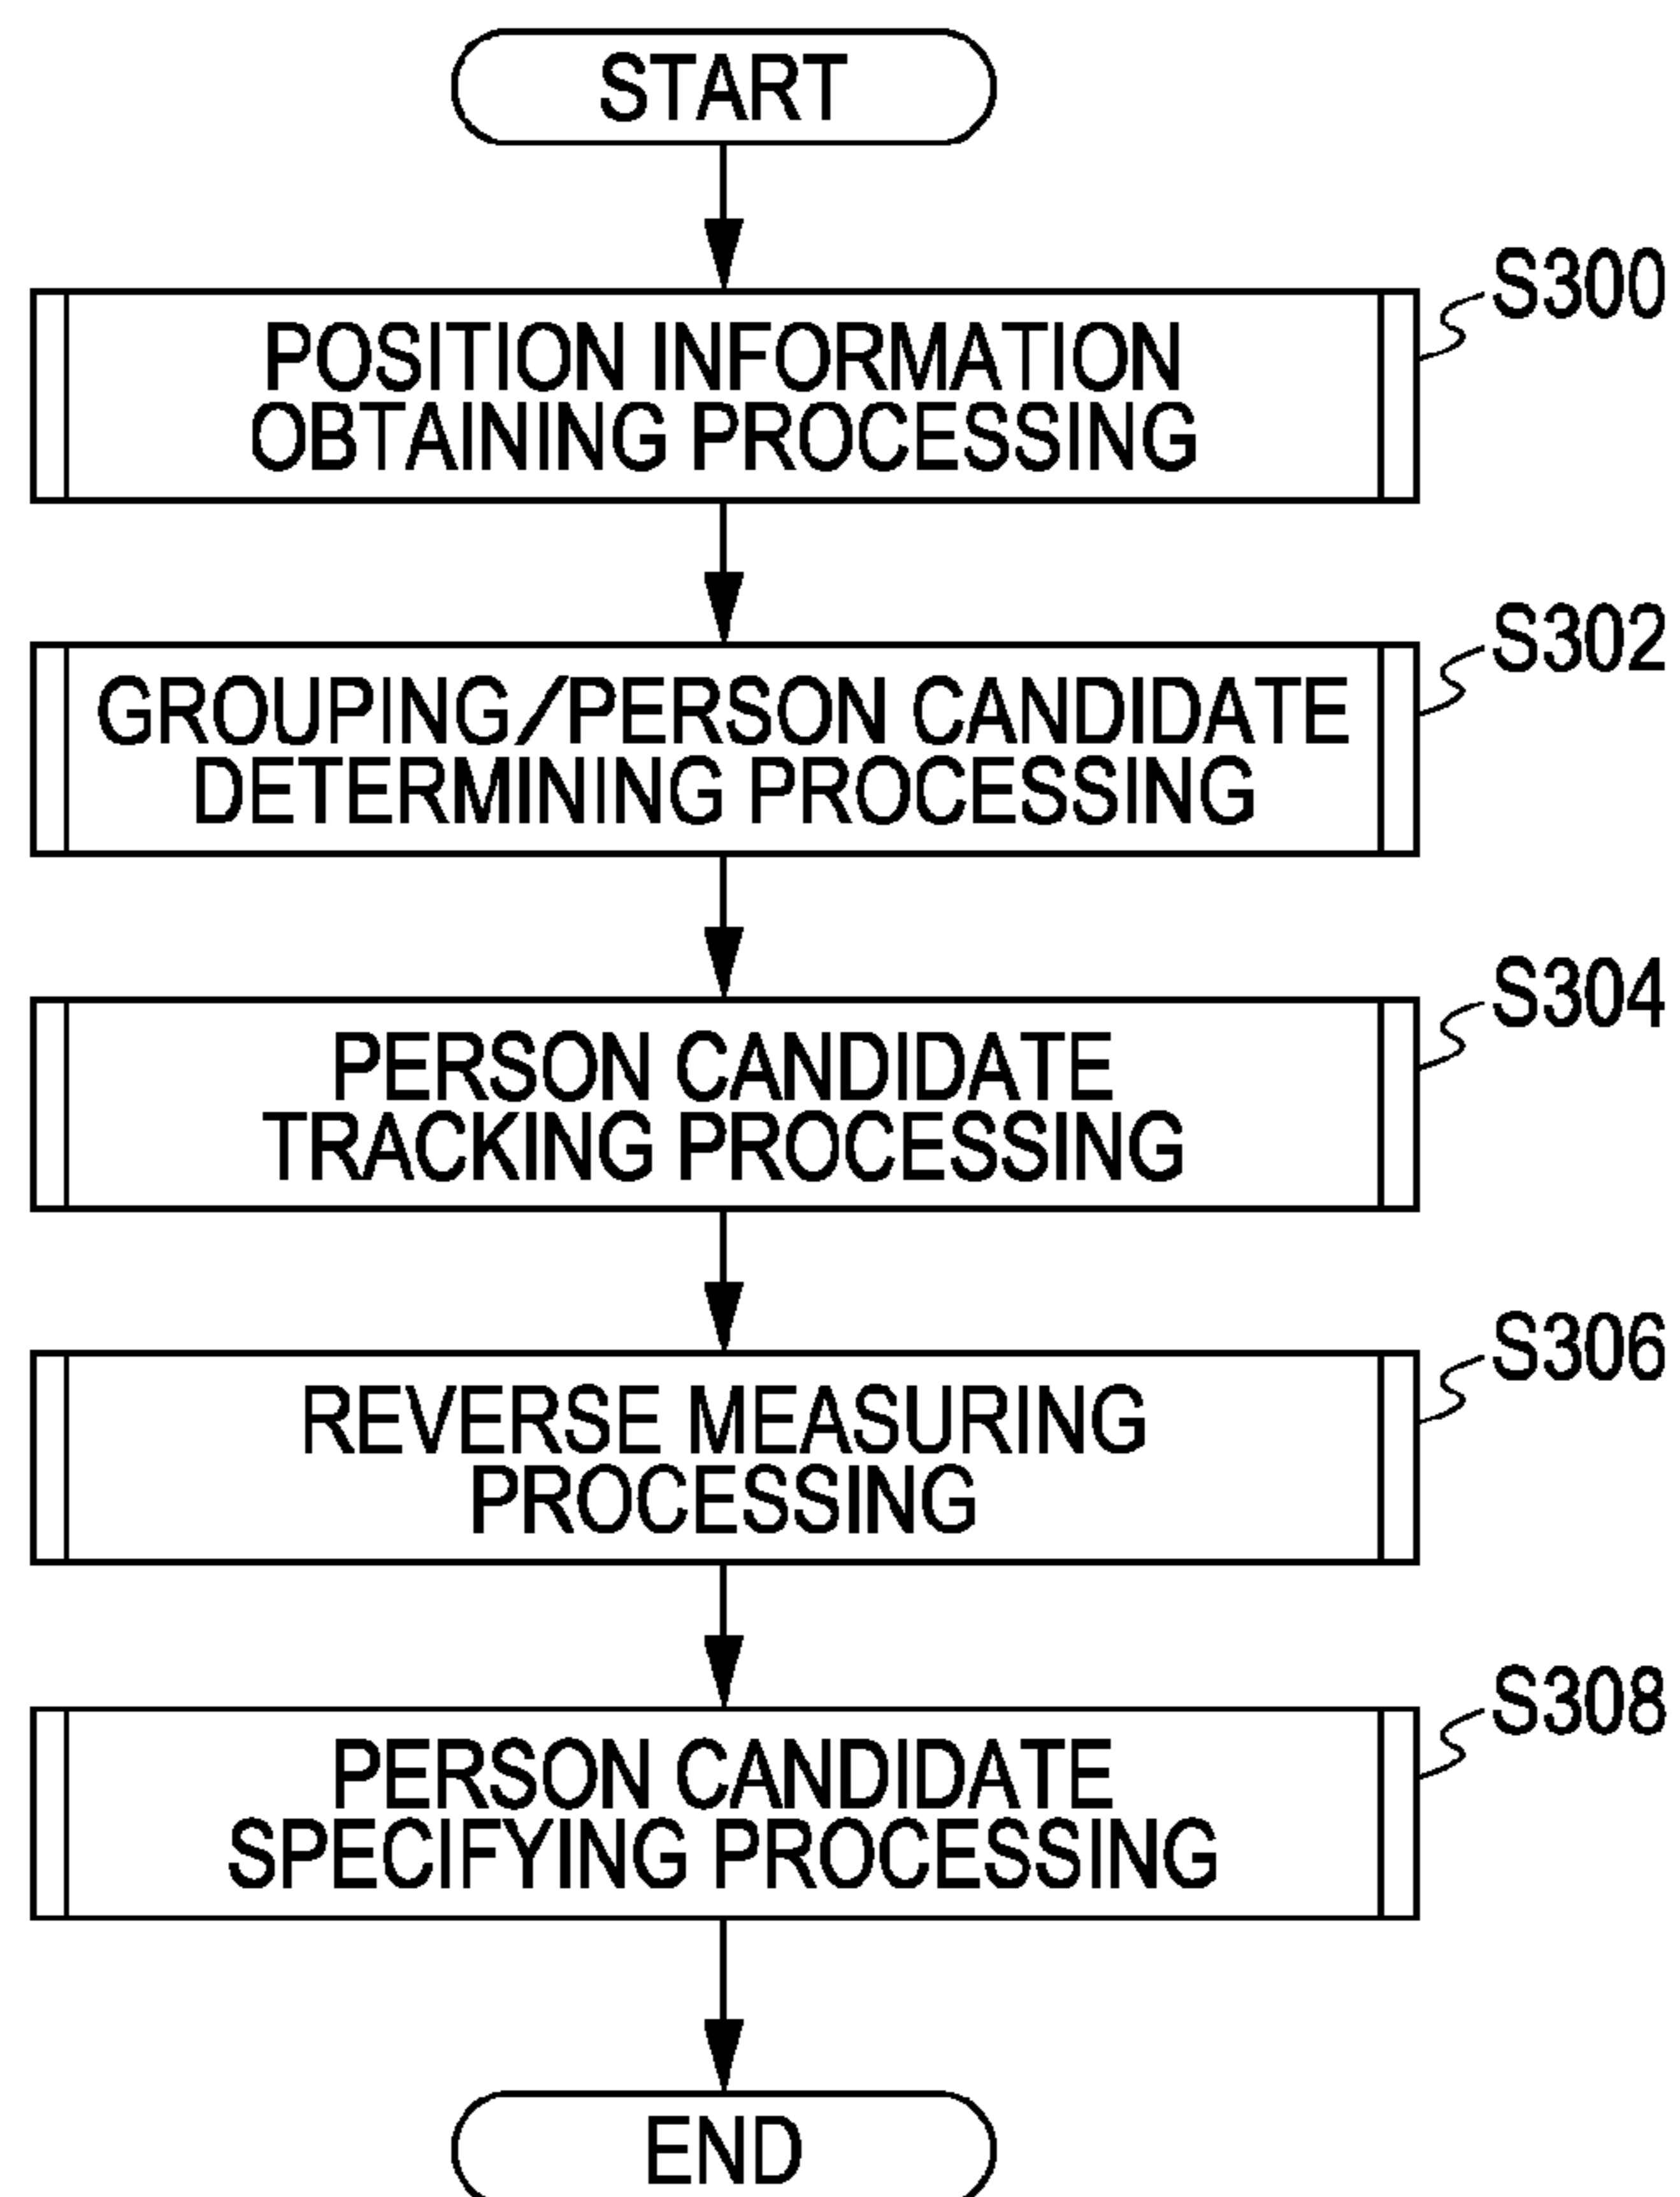 START
S300
POSITION INFORMATION
OBTAINING PROCESSING
S302
GROUPING/PERSON CANDIDATE
DETERMINING PROCESSING
S304
PERSON CANDIDATE
TRACKING PROCESSING
S306
REVERSE MEASURING
PROCESSING
S308
PERSON CANDIDATE
SPECIFYING PROCESSING
END